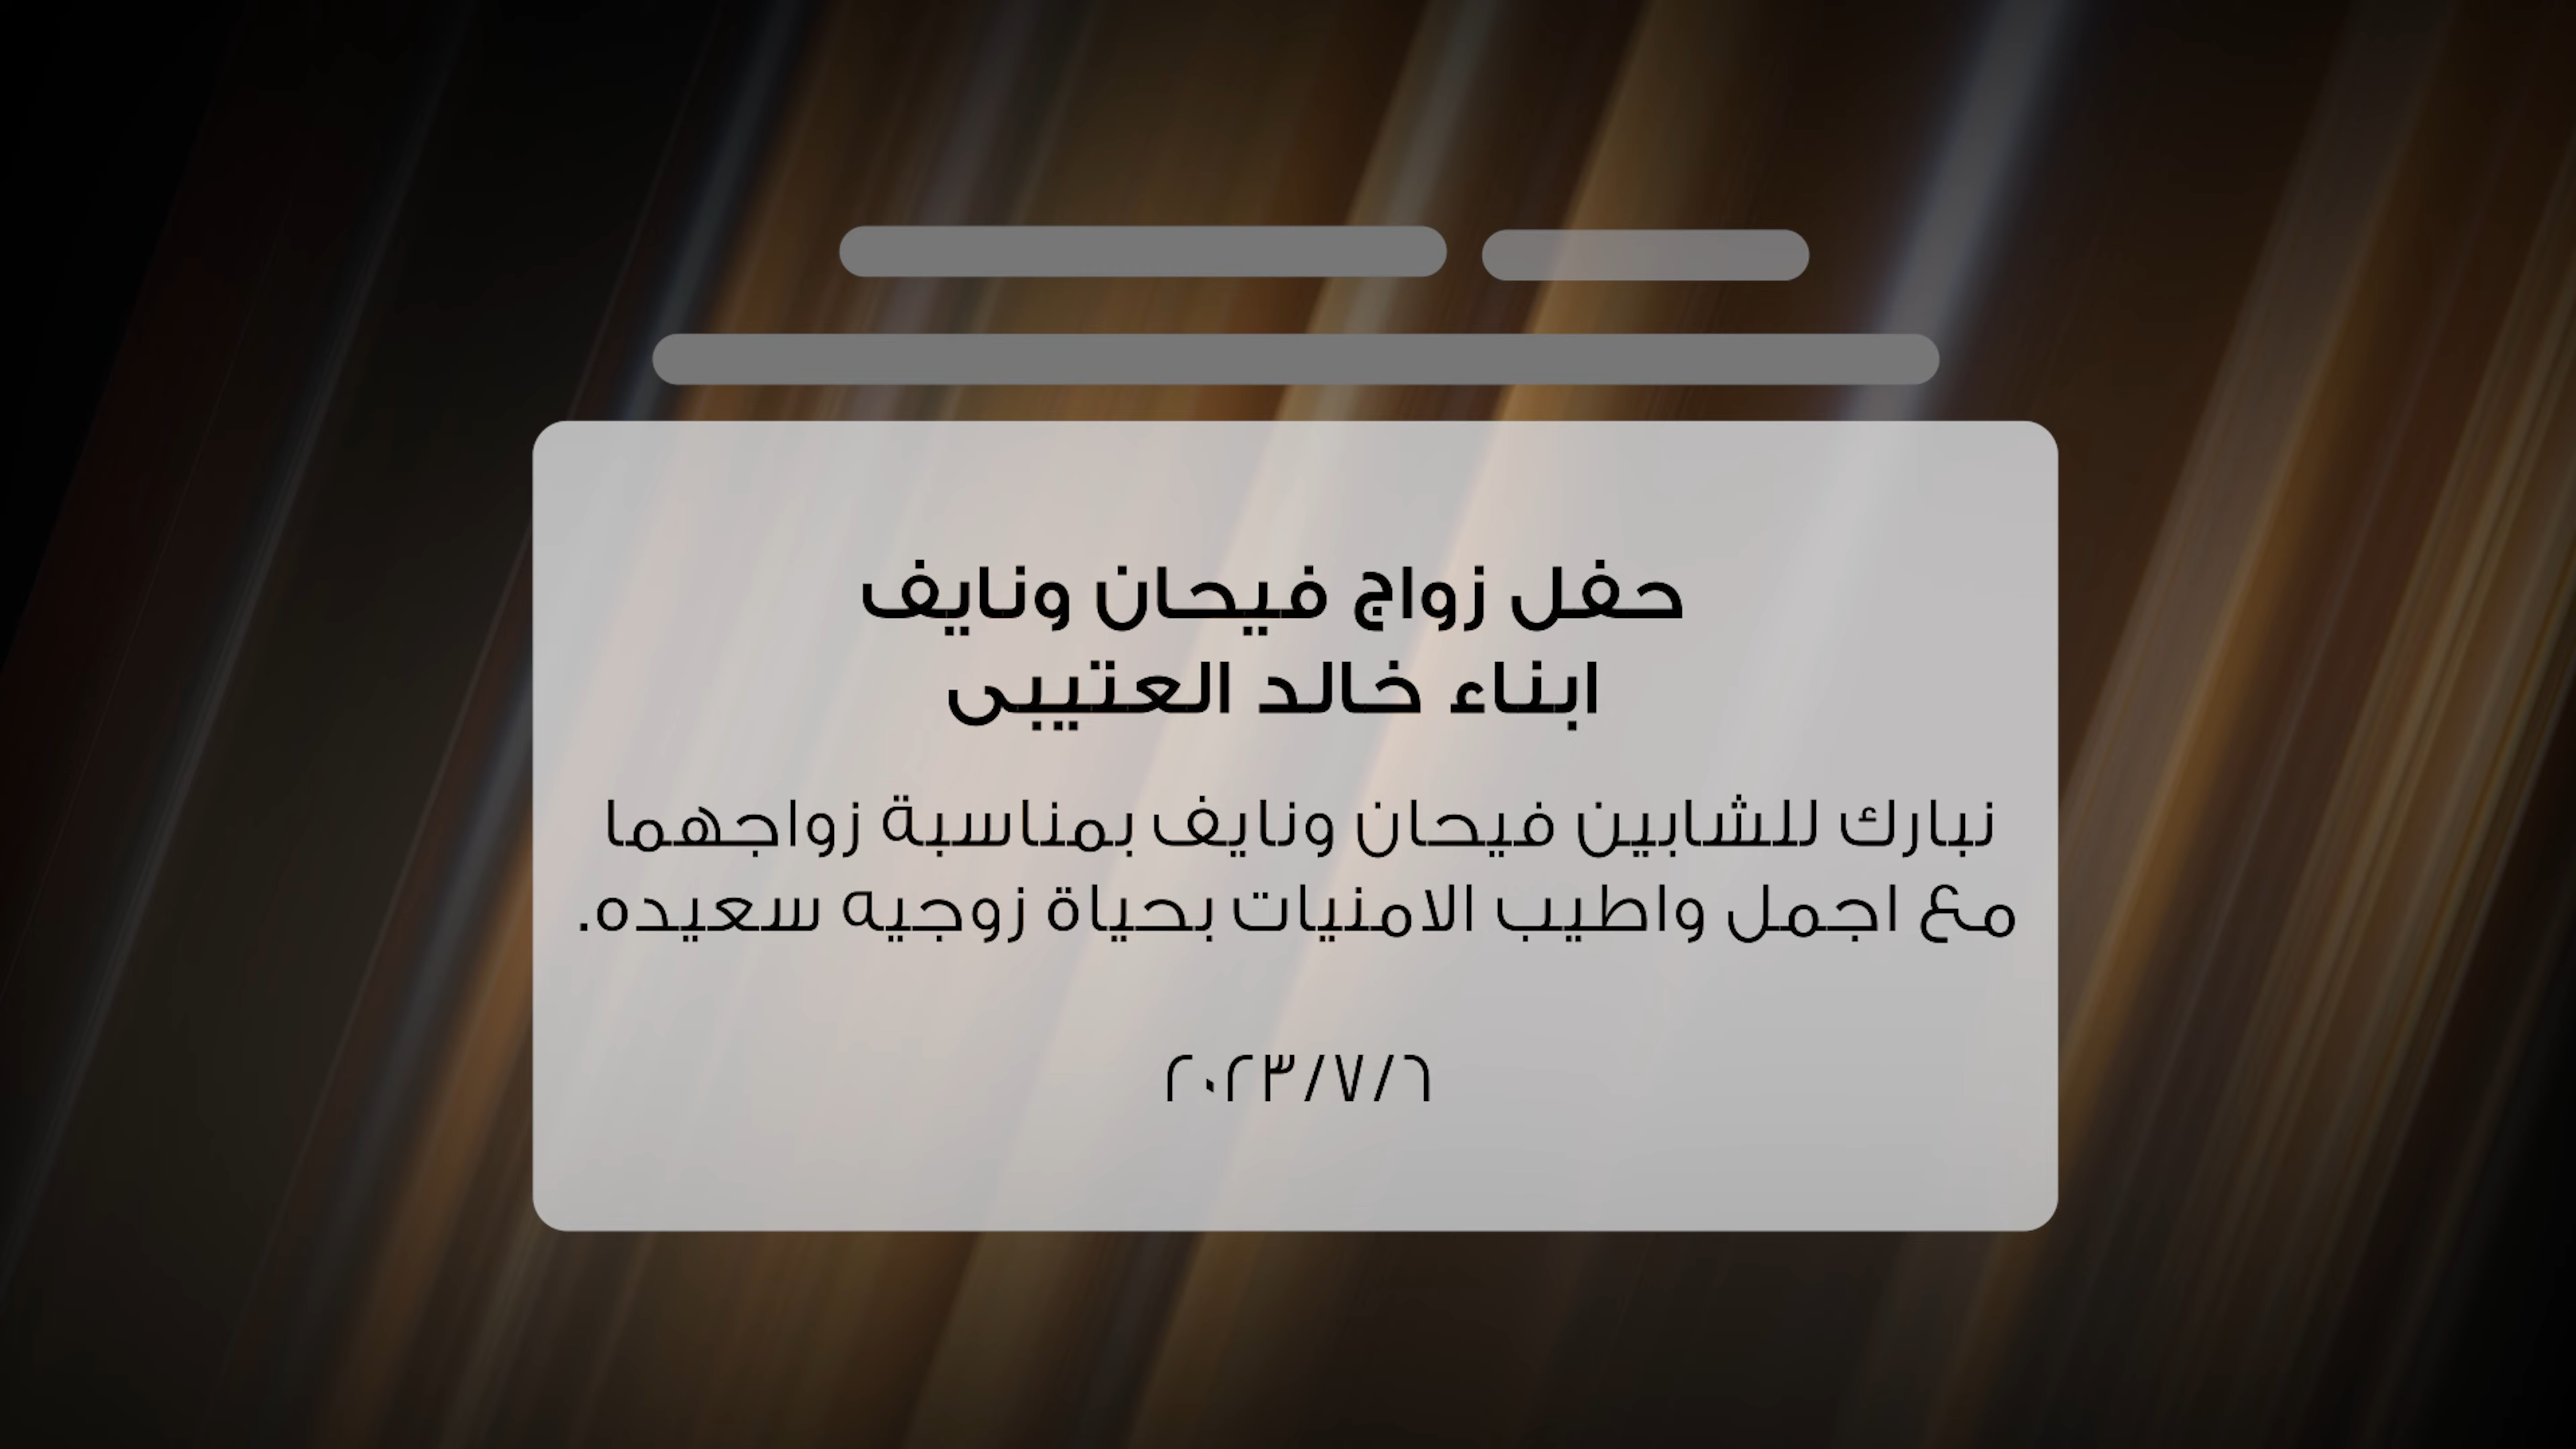 حفل زواج فيحان ونايف
ابناء خالد العتيبى
نبارك للشابين فيحان ونايف بمناسبة زواجهما
مع اجمل واطيب الامنيات بحياة زوجيه سعيده.
٢٠٢٣/٧/٦